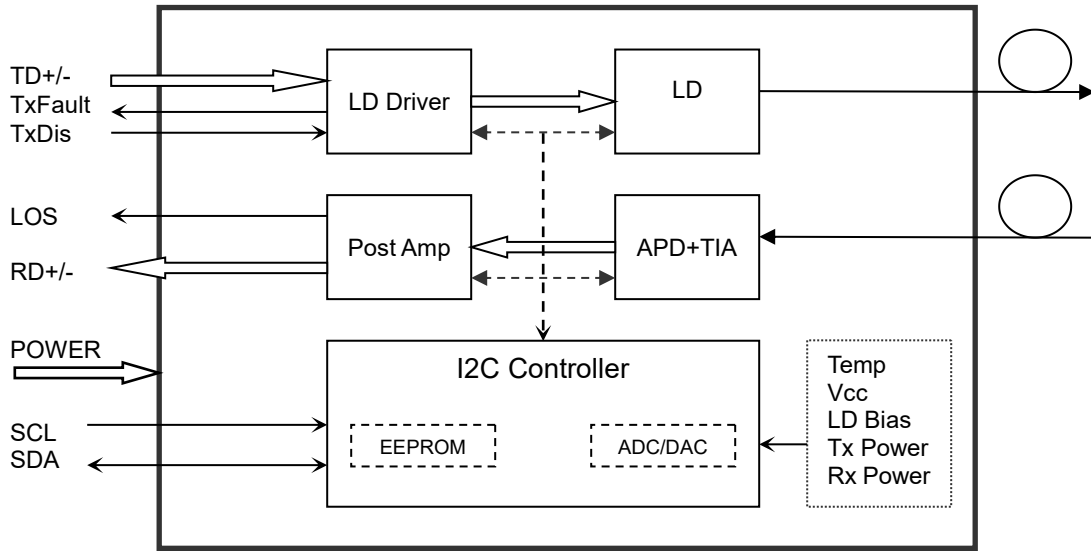 TD+/-
TxFault
TxDis
LD Driver
LD
LOS
RD+/-
Post Amp
APD+TIA
POWER
SCL
SDA
I2C Controller
EEPROM
ADC/DAC
Temp
Vcc
LD Bias
Tx Power
Rx Power